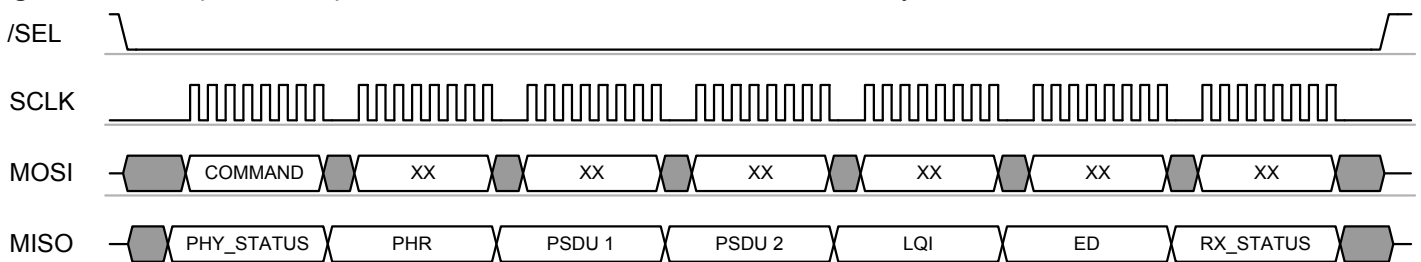 /SEL
SCLK
MOSI COMMAND XX XX XX XX XX XX
MISO PHY_STATUS PHR PSDU 1 PSDU 2 LQI ED RX_STATUS